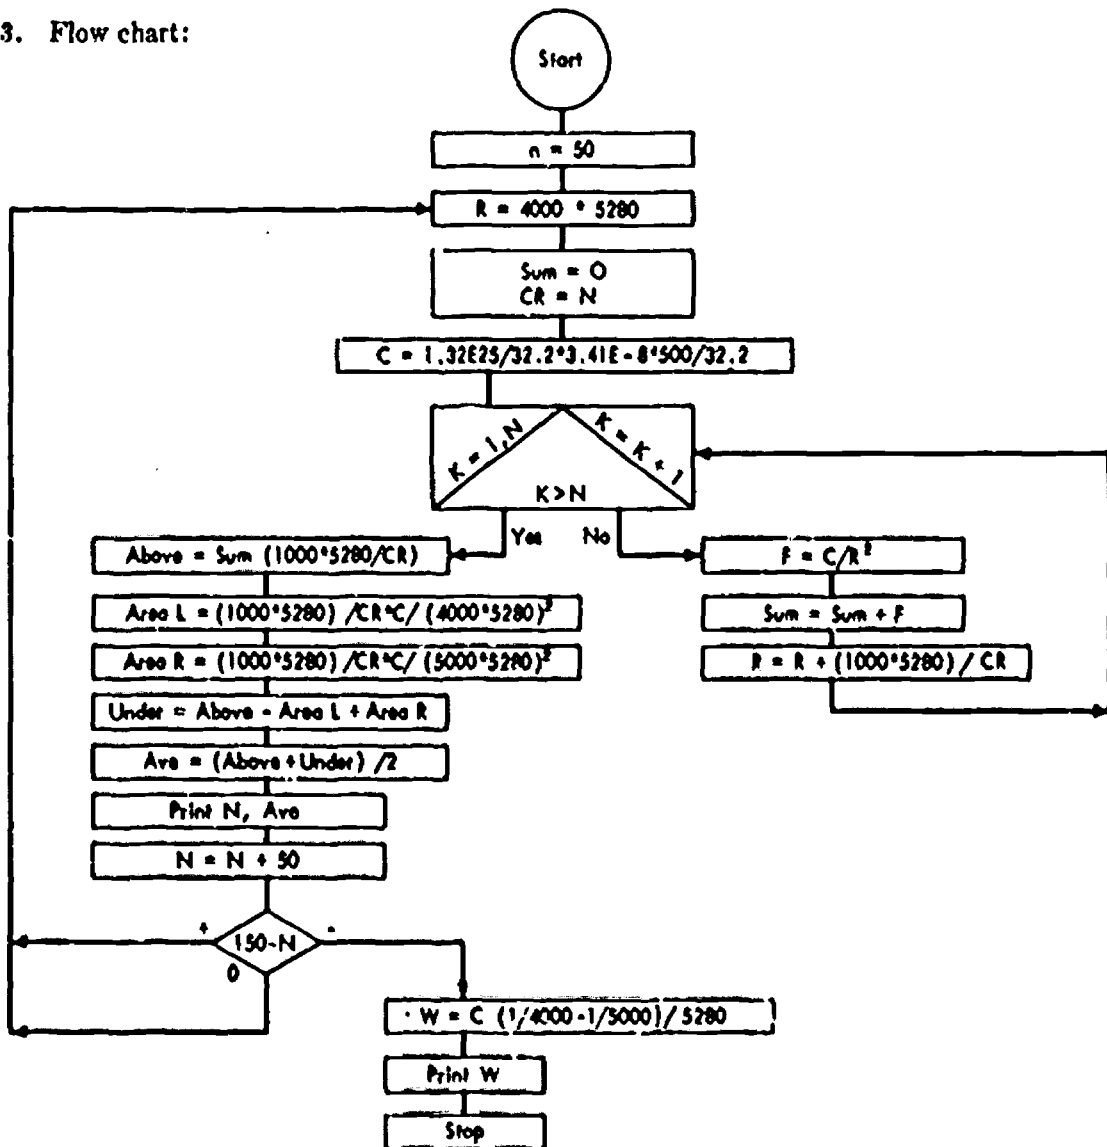 3. Flow chart:
Start
n = 50
R = 4000 * 5280
Sum = 0
CR = N
C = 1.32E25/32.2*3.41E-8*500/32.2
K = 1,N
K = K + 1
K>N
Yes
No
Above = Sum (1000*5280/CR)
Area L = (1000*5280) /CR*C/ (4000*5280)²
Area R = (1000*5280) /CR*C/ (5000*5280)²
Under = Above - Area L + Area R
Ave = (Above+Under) /2
Print N, Ave
N = N + 50
F = C/R²
Sum = Sum + F
R = R + (1000*5280) / CR
+
150-N
-
0
W = C (1/4000-1/5000)/ 5280
Print W
Stop